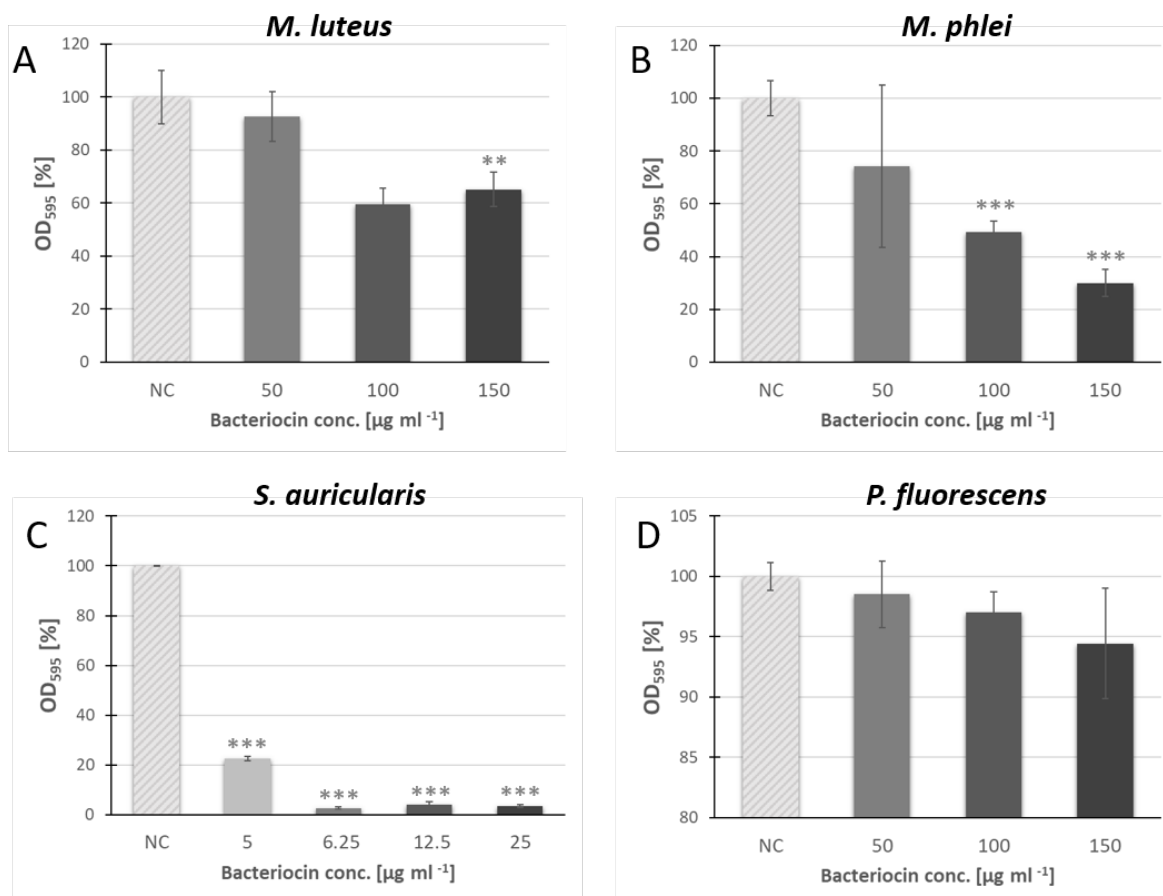 M. luteus
A
120
100
80
60
40
20
0
OD595 [%]
**
NC 50 100 150
Bacteriocin conc. [µg ml -1]
M. phlei
B
120
100
80
60
40
20
0
OD595 [%]
***
***
NC 50 100 150
Bacteriocin conc. [µg ml -1]
S. auricularis
C
120
100
80
60
40
20
0
OD595 [%]
*** *** *** ***
NC 5 6.25 12.5 25
Bacteriocin conc. [µg ml -1]
P. fluorescens
D
105
100
95
90
85
80
OD595 [%]
NC 50 100 150
Bacteriocin conc. [µg ml -1]